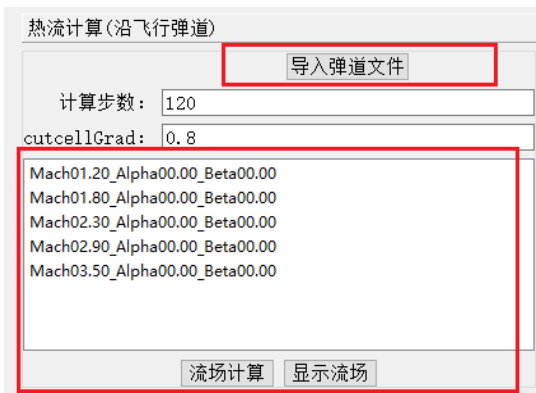 热流计算(沿飞行弹道)
导入弹道文件
计算步数: 120
cutcellGrad: 0.8
Mach01.20_Alpha00.00_Beta00.00
Mach01.80_Alpha00.00_Beta00.00
Mach02.30_Alpha00.00_Beta00.00
Mach02.90_Alpha00.00_Beta00.00
Mach03.50_Alpha00.00_Beta00.00
流场计算 显示流场